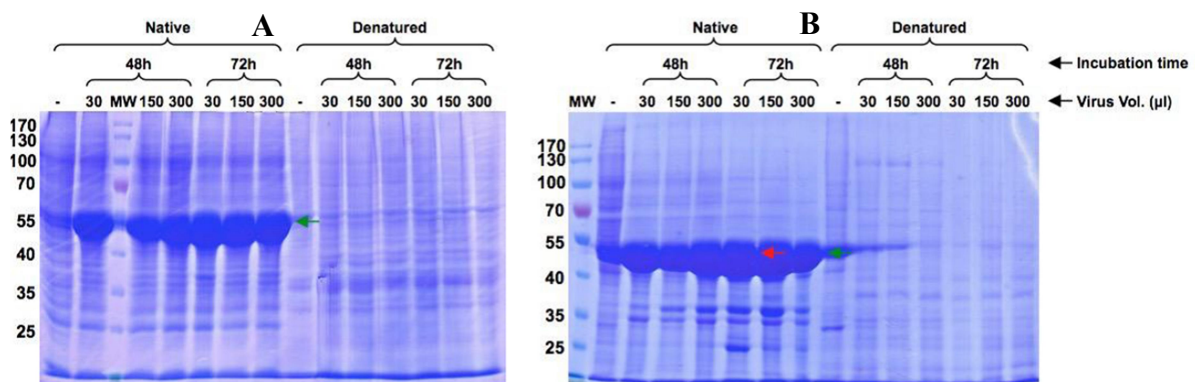 Native A Denatured
48h 72h 48h 72h
- 30 MW 150 300 30 150 300 - 30 150 300 30 150 300
170
130
100
70
55
40
35
25
Native B Denatured
48h 72h 48h 72h
MW - 30 150 300 30 150 300 - 30 150 300 30 150 300
170
130
100
70
55
40
35
25
Incubation time
Virus Vol. (µl)